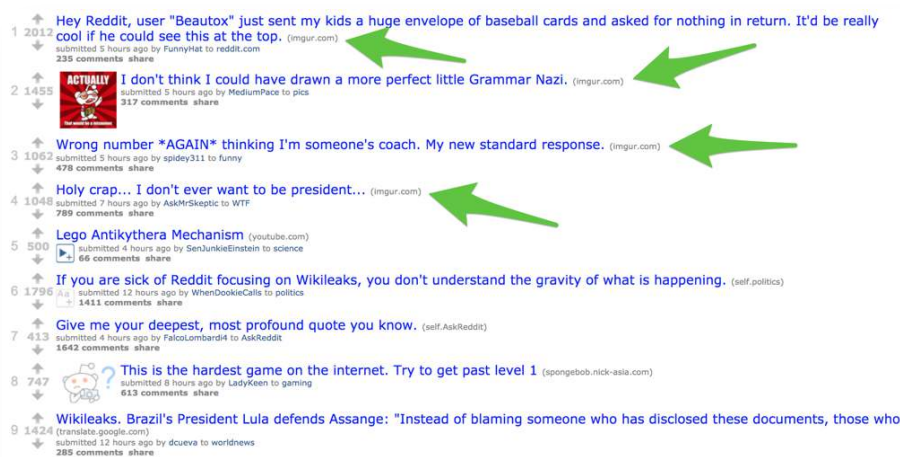 Hey Reddit, user "Beautox" just sent my kids a huge envelope of baseball cards and asked for nothing in return. It'd be really
1 2012 cool if he could see this at the top. (imgur.com)
submitted 5 hours ago by FunnyHat to reddit.com
235 comments share
ACTUALLY I don't think I could have drawn a more perfect little Grammar Nazi. (imgur.com)
2 1455 submitted 5 hours ago by MediumPace to pics
317 comments share
Wrong number *AGAIN* thinking I'm someone's coach. My new standard response. (imgur.com)
3 1062 submitted 5 hours ago by spidey311 to funny
478 comments share
Holy crap... I don't ever want to be president... (imgur.com)
4 1048 submitted 7 hours ago by AskMrSkeptic to WTF
789 comments share
Lego Antikythera Mechanism (youtube.com)
5 500 submitted 4 hours ago by SenJunkieEinstein to science
66 comments share
If you are sick of Reddit focusing on Wikileaks, you don't understand the gravity of what is happening. (self.politics)
6 1796 Aa submitted 12 hours ago by WhenDookieCalls to politics
1411 comments share
Give me your deepest, most profound quote you know. (self.AskReddit)
7 413 submitted 4 hours ago by FalcoLombardi4 to AskReddit
1642 comments share
This is the hardest game on the internet. Try to get past level 1 (spongebob.nick-asia.com)
8 747 submitted 8 hours ago by LadyKeen to gaming
613 comments share
Wikileaks. Brazil's President Lula defends Assange: "Instead of blaming someone who has disclosed these documents, those who
9 1424 (translate.google.com)
submitted 12 hours ago by dcueva to worldnews
285 comments share